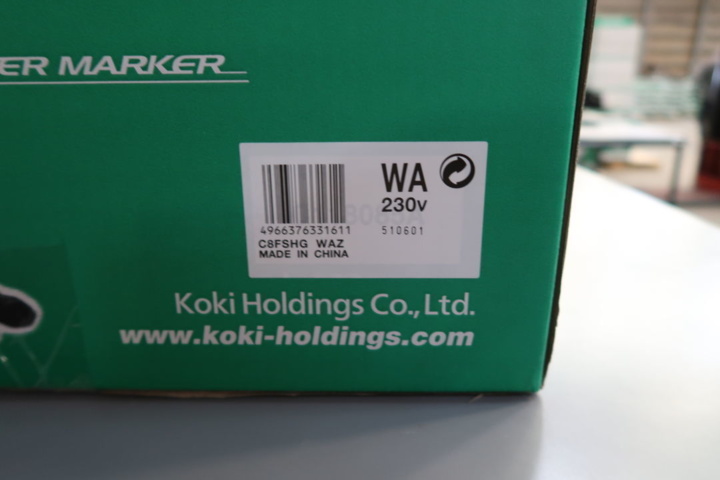 ER MARKER
WA
230v
4966376331611
510601
C8FSHG WAZ
MADE IN CHINA
Koki Holdings Co., Ltd.
www.koki-holdings.com